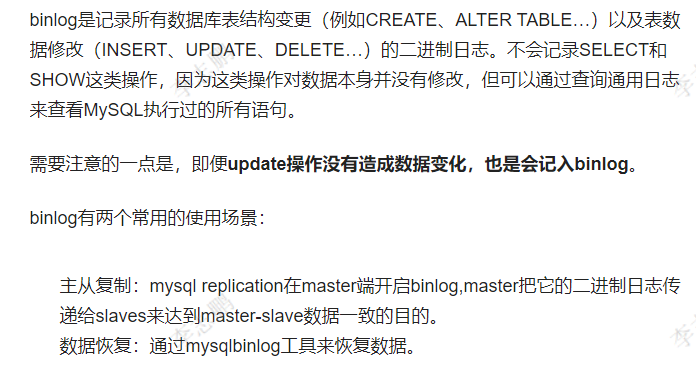 binlog是记录所有数据库表结构变更（例如CREATE、ALTER TABLE…）以及表数
据修改（INSERT、UPDATE、DELETE…）的二进制日志。不会记录SELECT和
SHOW这类操作，因为这类操作对数据本身并没有修改，但可以通过查询通用日志
来查看MySQL执行过的所有语句。
需要注意的一点是，即便update操作没有造成数据变化，也是会记入binlog。
binlog有两个常用的使用场景：
主从复制：mysql replication在master端开启binlog,master把它的二进制日志传
递给slaves来达到master-slave数据一致的目的。
数据恢复：通过mysqlbinlog工具来恢复数据。